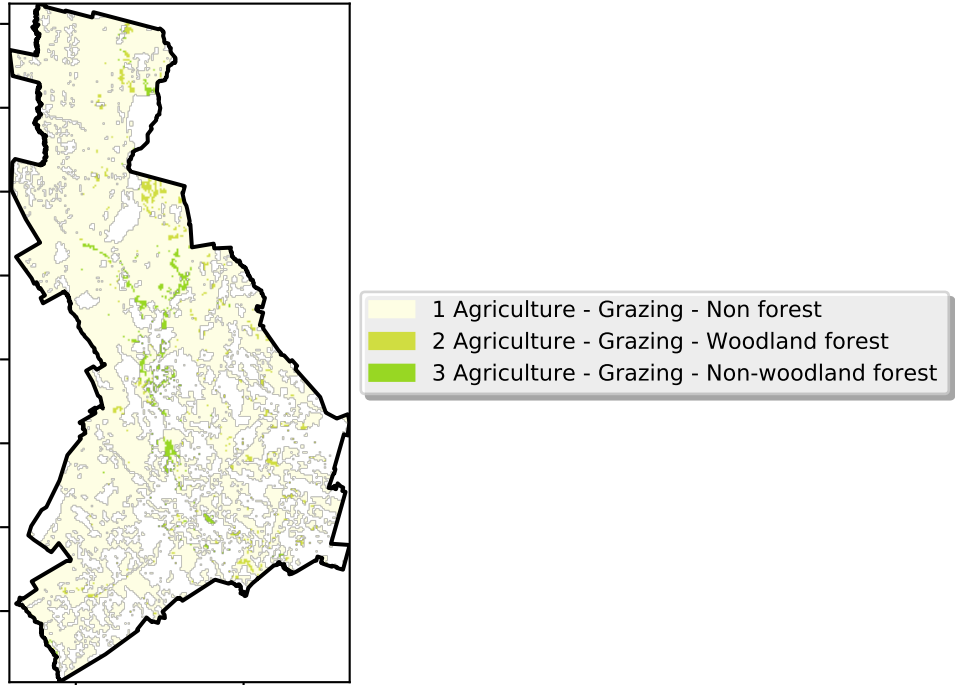 1 Agriculture - Grazing - Non forest
2 Agriculture - Grazing - Woodland forest
3 Agriculture - Grazing - Non-woodland forest